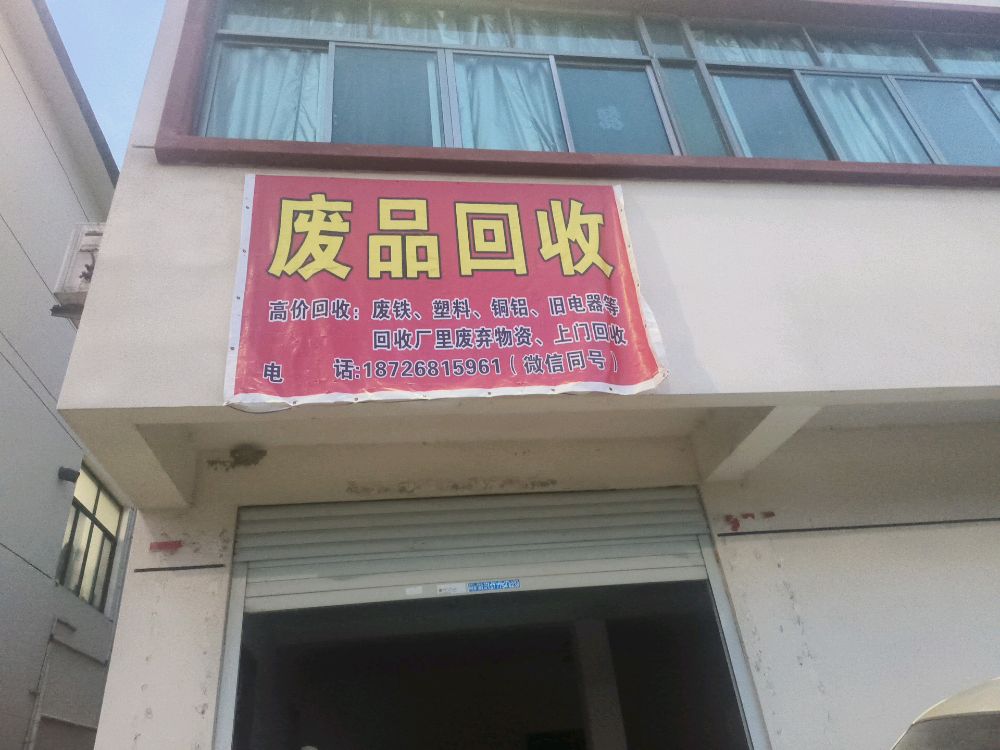 废品回收
高价回收：废铁、塑料、铜铝、旧电器等
回收厂里废弃物资、上门回收
电 话:18726815961（微信同号）